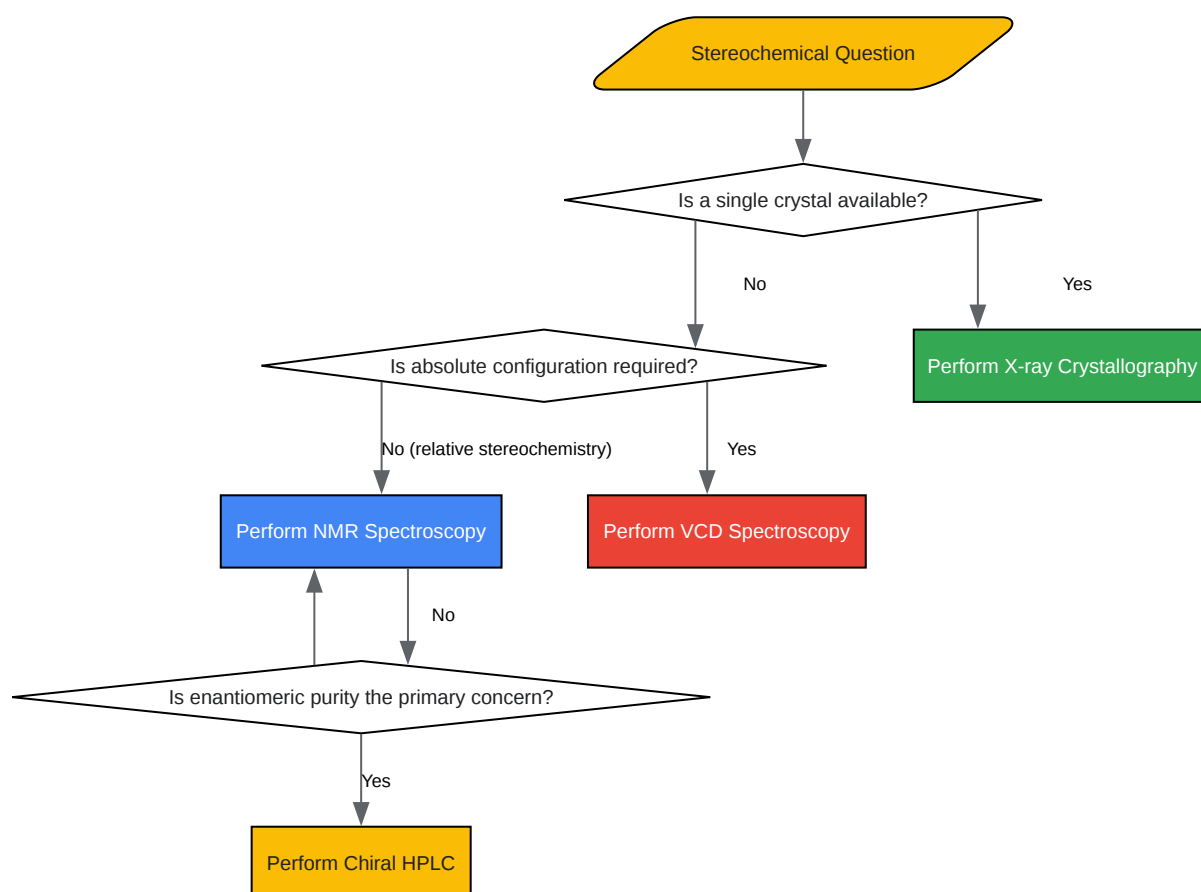 Stereochemical Question
Is a single crystal available?
No
Yes
Is absolute configuration required?
Perform X-ray Crystallography
No (relative stereochemistry)
Yes
Perform NMR Spectroscopy
Perform VCD Spectroscopy
No
Is enantiomeric purity the primary concern?
Yes
Perform Chiral HPLC